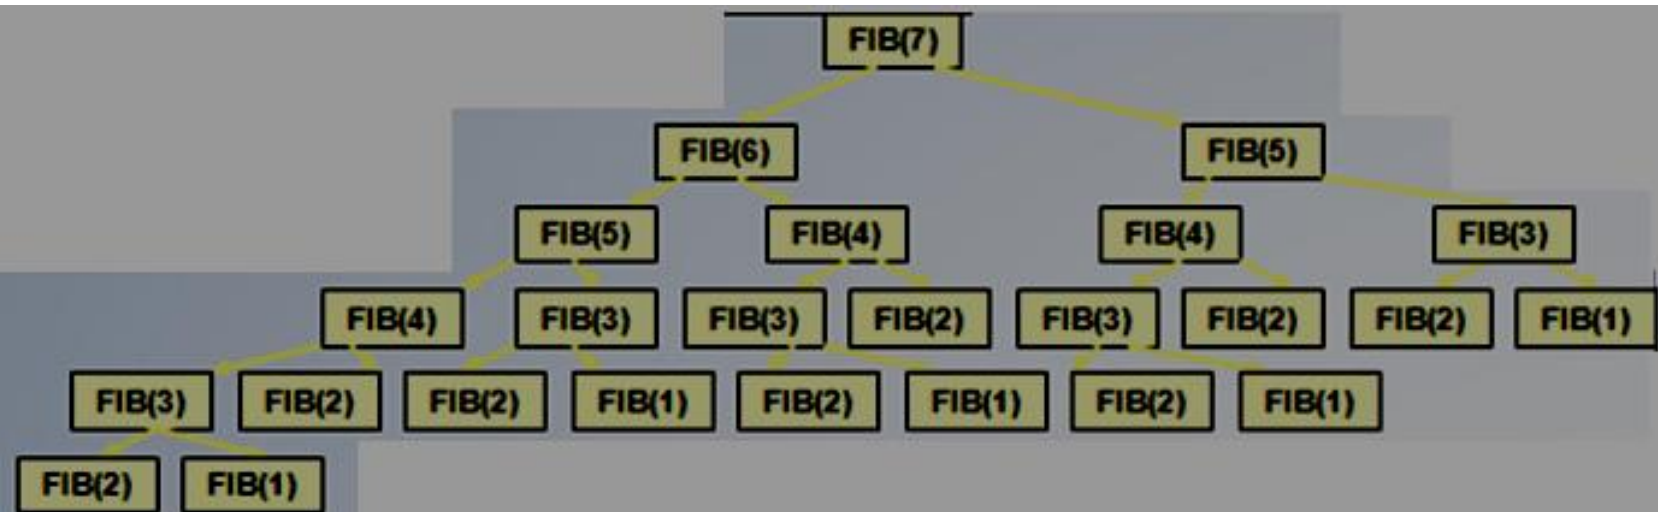 FIB(7)
FIB(6) FIB(5)
FIB(5) FIB(4) FIB(4) FIB(3)
FIB(4) FIB(3) FIB(3) FIB(2) FIB(3) FIB(2) FIB(2) FIB(1)
FIB(3) FIB(2) FIB(2) FIB(1) FIB(2) FIB(1) FIB(2) FIB(1)
FIB(2) FIB(1)